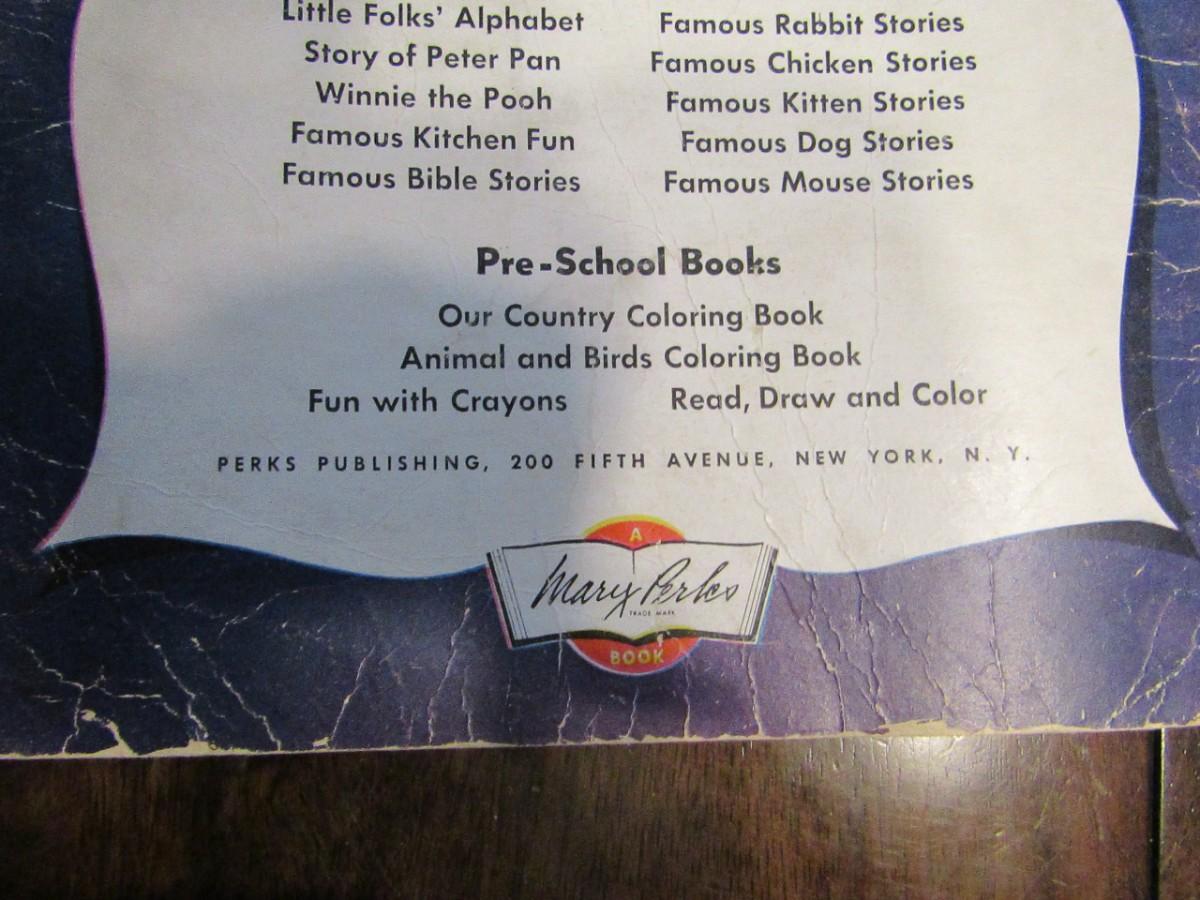 Little Folks' Alphabet
Story of Peter Pan
Winnie the Pooh
Famous Kitchen Fun
Famous Bible Stories
Famous Rabbit Stories
Famous Chicken Stories
Famous Kitten Stories
Famous Dog Stories
Famous Mouse Stories
Pre-School Books
Our Country Coloring Book
Animal and Birds Coloring Book
Fun with Crayons
Read, Draw and Color
PERKS PUBLISHING, 200 FIFTH AVENUE, NEW YORK, N. Y.
A
Mary Perks
TRADE MARK
BOOK